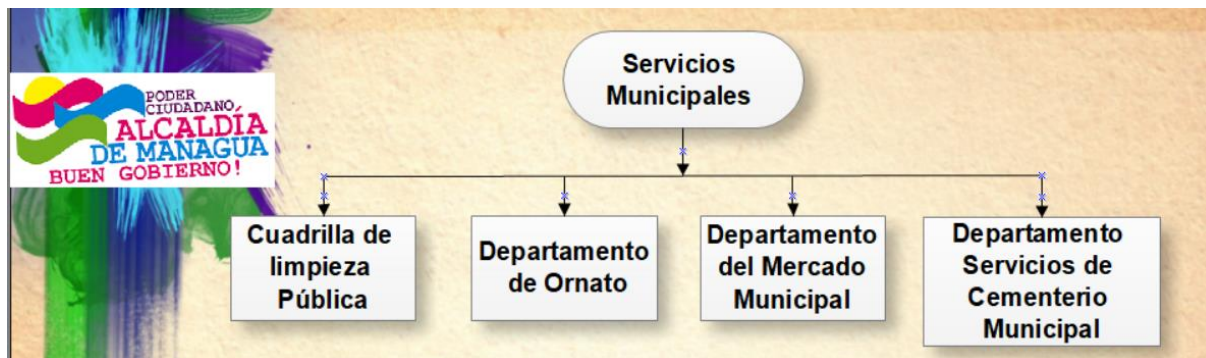 PODER
CIUDADANO,
ALCALDÍA
DE MANAGUA
BUEN GOBIERNO!
Servicios
Municipales
Cuadrilla de
limpieza
Pública
Departamento
de Ornato
Departamento
del Mercado
Municipal
Departamento
Servicios de
Cementerio
Municipal